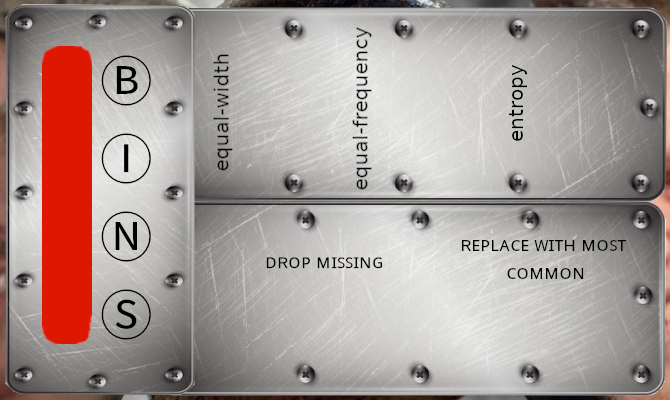 B
I
N
S
equal-width
equal-frequency
entropy
DROP MISSING
REPLACE WITH MOST
COMMON